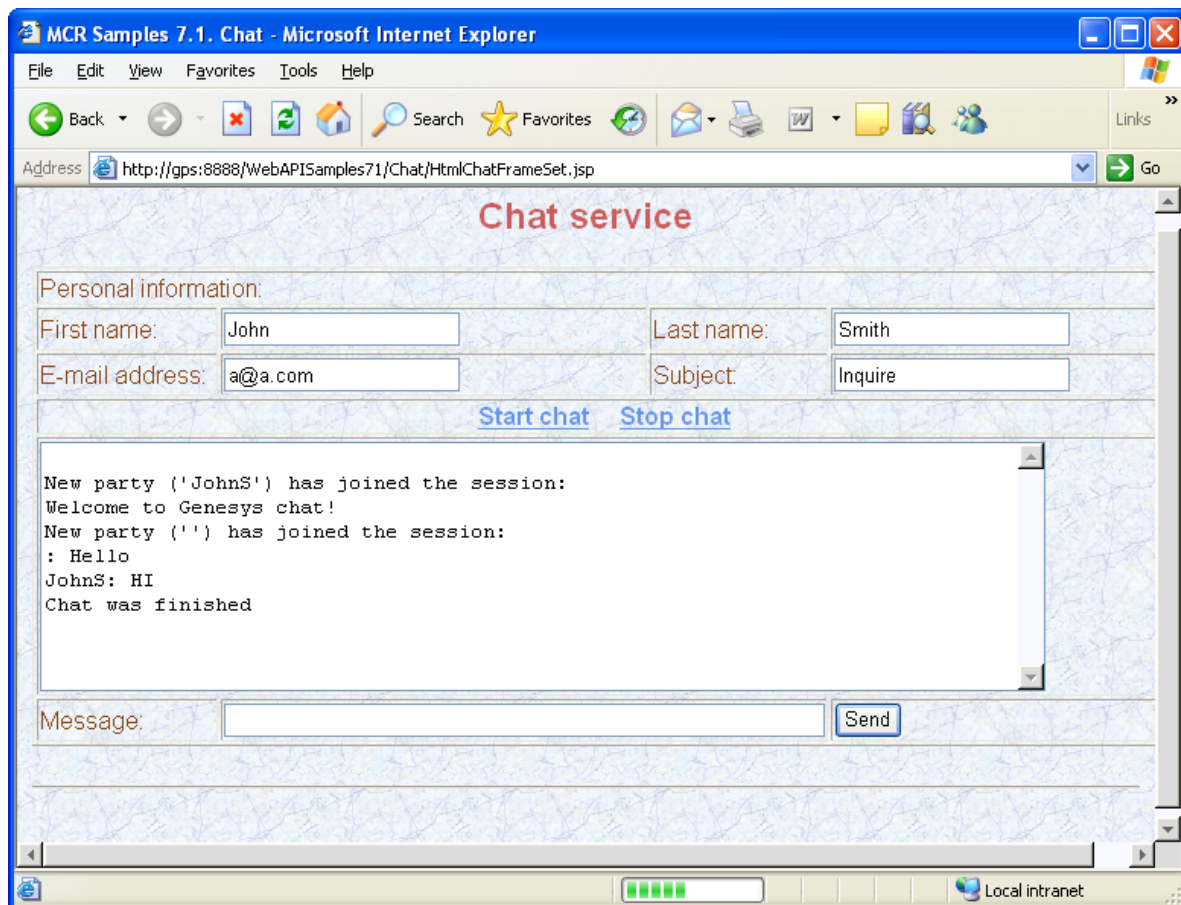 MCR Samples 7.1. Chat - Microsoft Internet Explorer
File Edit View Favorites Tools Help
Back Search Favorites W Links
Address http://gps:8888/WebAPISamples71/Chat/HtmlChatFrameSet.jsp Go
Chat service
Personal information:
First name: John Last name: Smith
E-mail address: a@a.com Subject: Inquire
Start chat Stop chat
New party ('JohnS') has joined the session:
Welcome to Genesys chat!
New party ('') has joined the session:
: Hello
JohnS: HI
Chat was finished
Message: Send
Local intranet